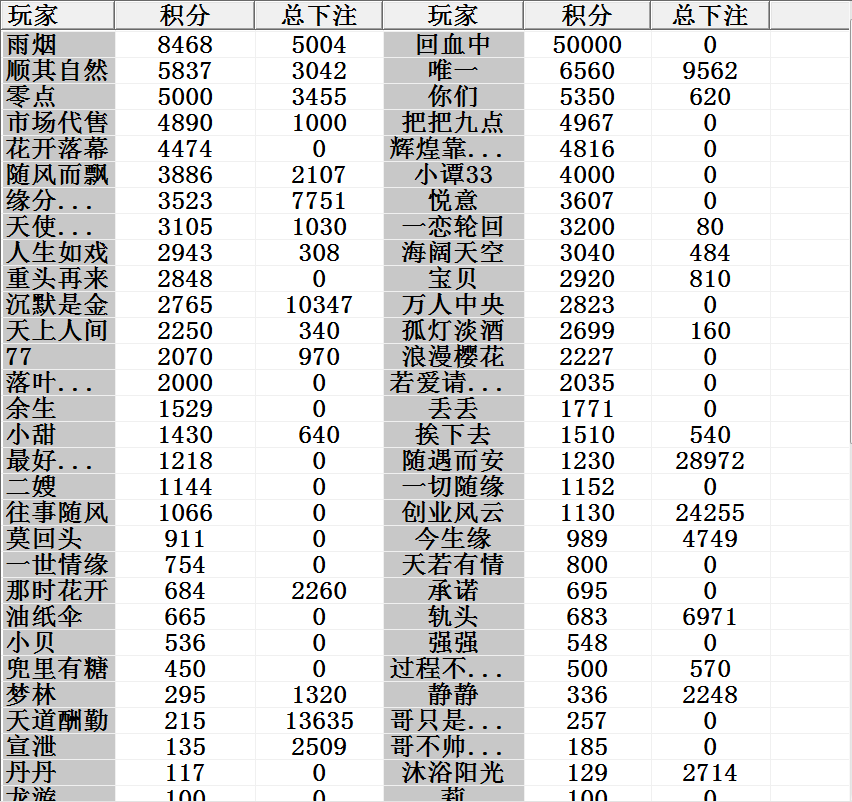 玩家 积分 总下注 玩家 积分 总下注
雨烟 8468 5004 回血中 50000 0
顺其自然 5837 3042 唯一 6560 9562
零点 5000 3455 你们 5350 620
市场代售 4890 1000 把把九点 4967 0
花开落幕 4474 0 辉煌靠... 4816 0
随风而飘 3886 2107 小谭33 4000 0
缘分... 3523 7751 悦意 3607 0
天使... 3105 1030 一恋轮回 3200 80
人生如戏 2943 308 海阔天空 3040 484
重头再来 2848 0 宝贝 2920 810
沉默是金 2765 10347 万人中央 2823 0
天上人间 2250 340 孤灯淡酒 2699 160
77 2070 970 浪漫樱花 2227 0
落叶... 2000 0 若爱请... 2035 0
余生 1529 0 丢丢 1771 0
小甜 1430 640 挨下去 1510 540
最好... 1218 0 随遇而安 1230 28972
二嫂 1144 0 一切随缘 1152 0
往事随风 1066 0 创业风云 1130 24255
莫回头 911 0 今生缘 989 4749
一世情缘 754 0 天若有情 800 0
那时花开 684 2260 承诺 695 0
油纸伞 665 0 轨头 683 6971
小贝 536 0 强强 548 0
兜里有糖 450 0 过程不... 500 570
梦林 295 1320 静静 336 2248
天道酬勤 215 13635 哥只是... 257 0
宣泄 135 2509 哥不帅... 185 0
丹丹 117 0 沐浴阳光 129 2714
龙游 100 0 莉 100 0